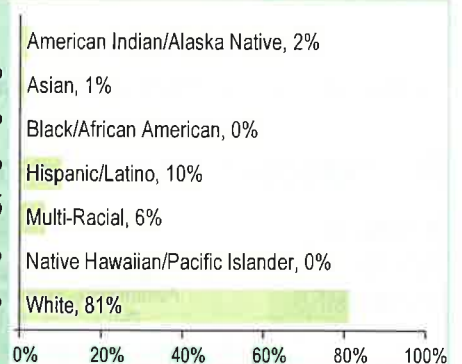 American Indian/Alaska Native, 2%
Asian, 1%
Black/African American, 0%
Hispanic/Latino, 10%
Multi-Racial, 6%
Native Hawaiian/Pacific Islander, 0%
White, 81%
0% 20% 40% 60% 80% 100%